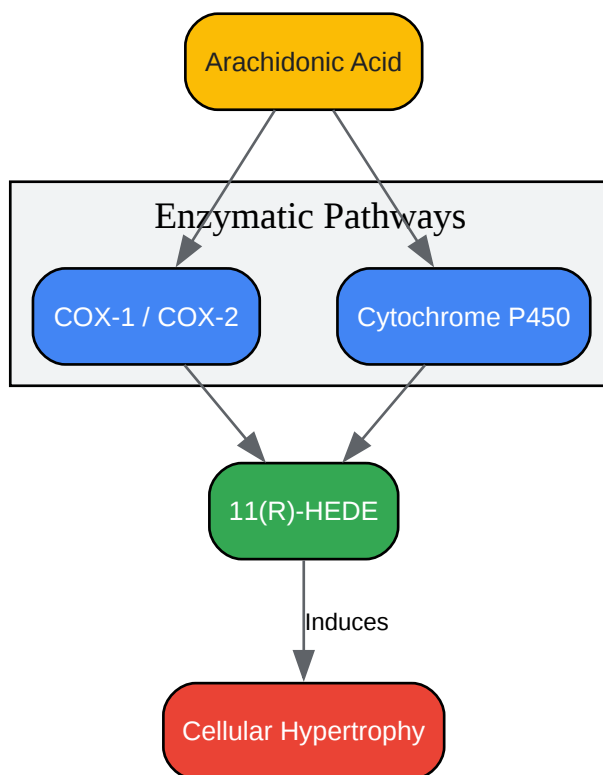 Arachidonic Acid
Enzymatic Pathways
COX-1 / COX-2
Cytochrome P450
11(R)-HEDE
Induces
Cellular Hypertrophy